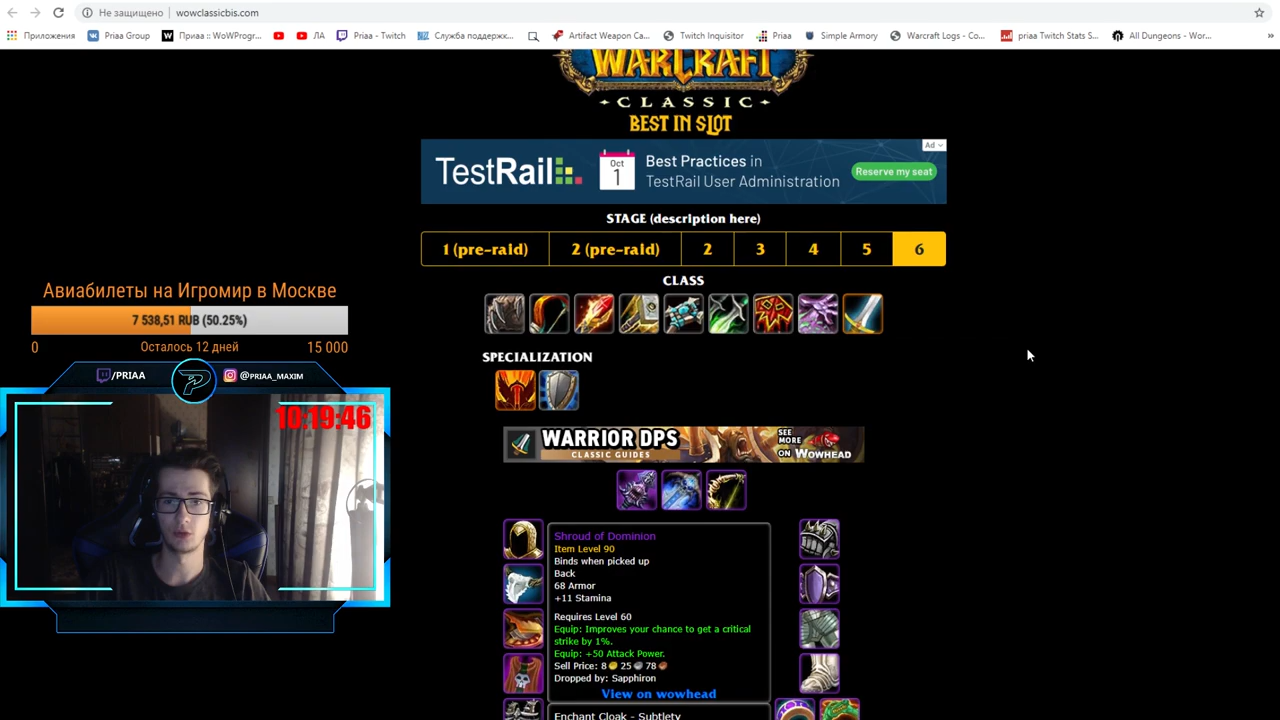 Не защищено
wowclassicbis.com
Приложения
Priaa Group
Приаа :: WoWProgr...
ЛА
Priaa - Twitch
Служба поддержк...
Artifact Weapon Ca...
Twitch Inquisitor
Priaa
Simple Armory
Warcraft Logs - Co...
priaa Twitch Stats S...
All Dungeons - Wor...
»
WARCRAFT
CLASSIC
BEST IN SLOT
Ad
TestRail
Oct
1
Best Practices in
TestRail User Administration
Reserve my seat
STAGE (description here)
1 (pre-raid)
2 (pre-raid)
2
3
4
5
6
CLASS
SPECIALIZATION
WARRIOR DPS
CLASSIC GUIDES
SEE
MORE
ON WOWHEAD
Shroud of Dominion
Item Level 90
Binds when picked up
Back
68 Armor
+11 Stamina
Requires Level 60
Equip: Improves your chance to get a critical
strike by 1%.
Equip: +50 Attack Power.
Sell Price: 8 25 78
Dropped by: Sapphiron
View on wowhead
Enchant Cloak - Subtlety
Авиабилеты на Игромир в Москве
7 538,51 RUB (50.25%)
0
Осталось 12 дней
15 000
/PRIAA
@PRIAA_MAXIM
10:19:46